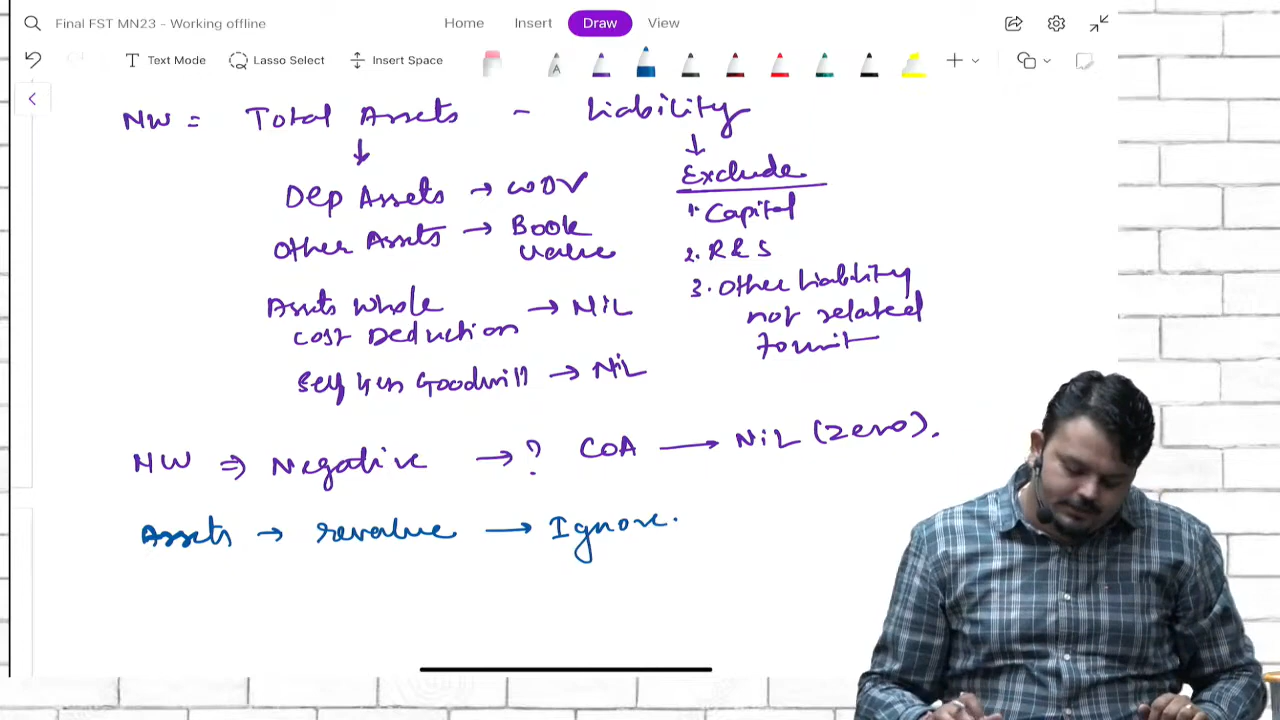 Final FST MN23 - Working offline
Home
Insert
Draw
View
Text Mode
Lasso Select
Insert Space
NW = Total Assets - Liability
Dep Assets → WDV
Other Assets → Book
Value
Assets whole
cost Deduction → NiL
Self Gen Goodwill → NiL
Exclude
1. Capital
2. R & S
3. Other Liability
not related
to unit
NW ⇒ Negative → ? COA → NiL (Zero).
Assets → revalue → Ignore.